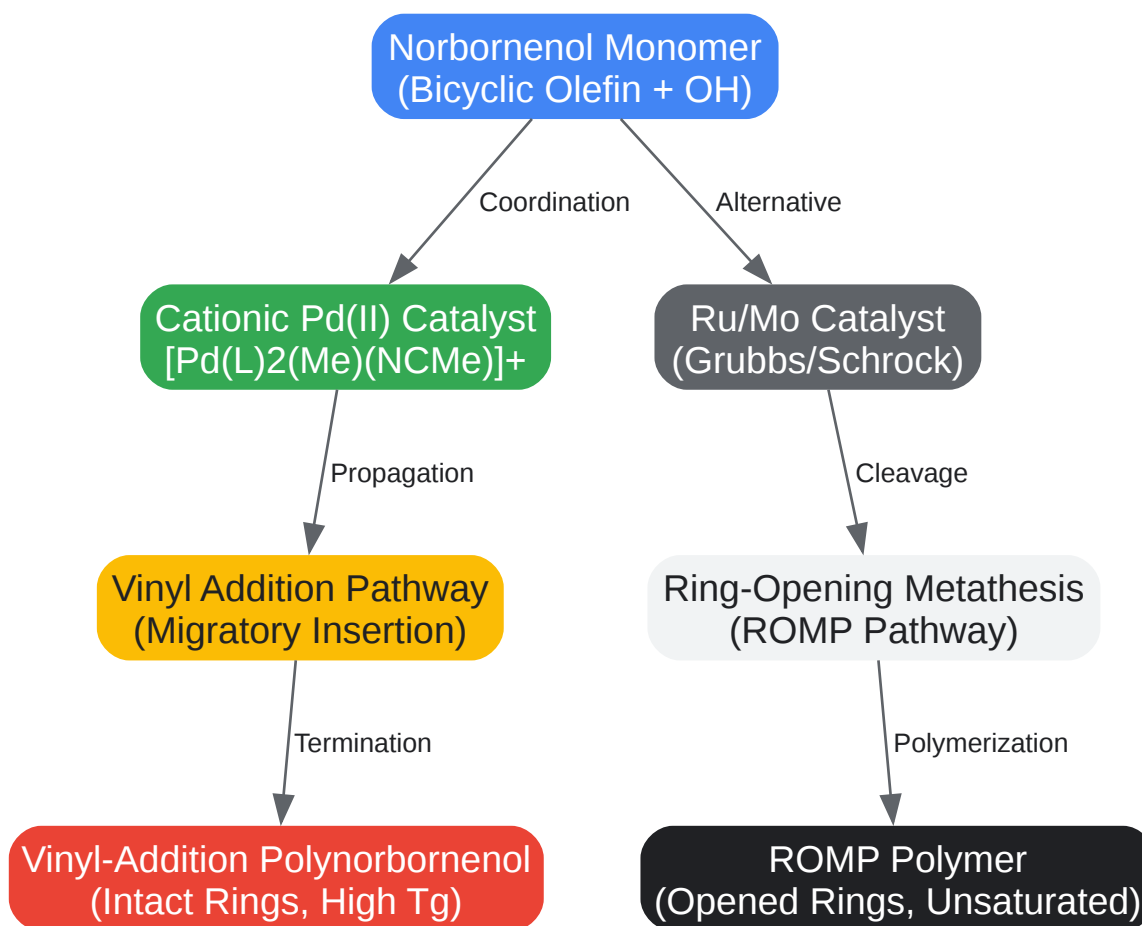 Norbornenol Monomer
(Bicyclic Olefin + OH)
Coordination
Alternative
Cationic Pd(II) Catalyst
[Pd(L)2(Me)(NCMe)]+
Ru/Mo Catalyst
(Grubbs/Schrock)
Propagation
Cleavage
Vinyl Addition Pathway
(Migratory Insertion)
Ring-Opening Metathesis
(ROMP Pathway)
Termination
Polymerization
Vinyl-Addition Polynorbornenol
(Intact Rings, High Tg)
ROMP Polymer
(Opened Rings, Unsaturated)